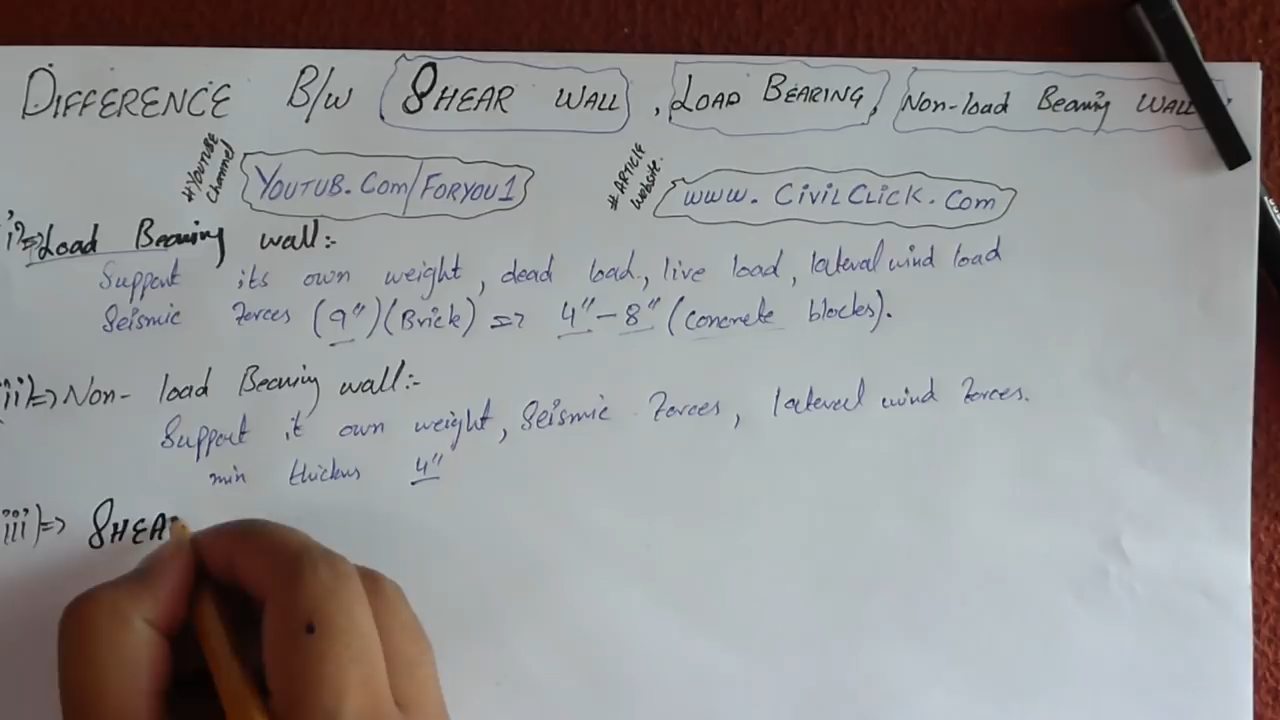 DIFFERENCE B/W SHEAR WALL, LOAD BEARING, Non-load Bearing WALL
#YOUTUBE Channel
YOUTUB.Com/FORYOU1
#ARTICLE Website.
www.CivilClick.Com
i)=> Load Bearing wall:-
Support its own weight, dead load, live load, lateral wind load
Seismic Forces (9")(Brick) => 4"-8" (concrete blocks).
ii)=> Non-load Bearing wall:-
Support it own weight, Seismic Forces, lateral wind Forces.
min thicknes 4"
iii)=> SHEA